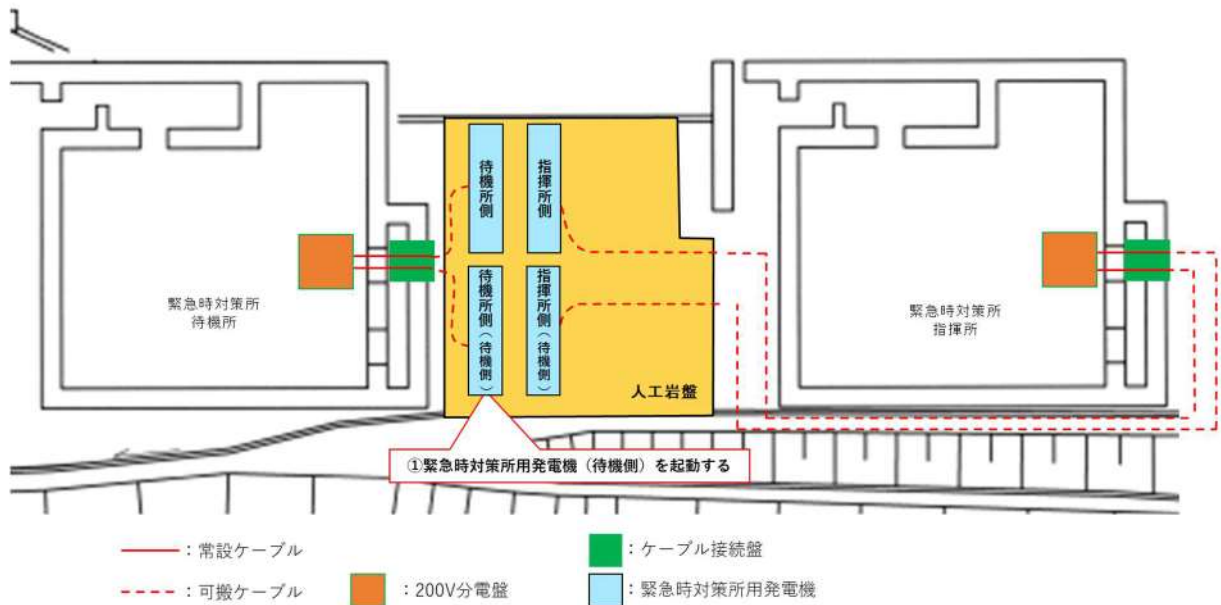 待機所側
指揮所側
待機所側（待機側）
指揮所側（待機側）
緊急時対策所
待機所
緊急時対策所
指揮所
人工岩盤
①緊急時対策所用発電機（待機側）を起動する
：常設ケーブル
：ケーブル接続盤
：可搬ケーブル
：200V分電盤
：緊急時対策所用発電機